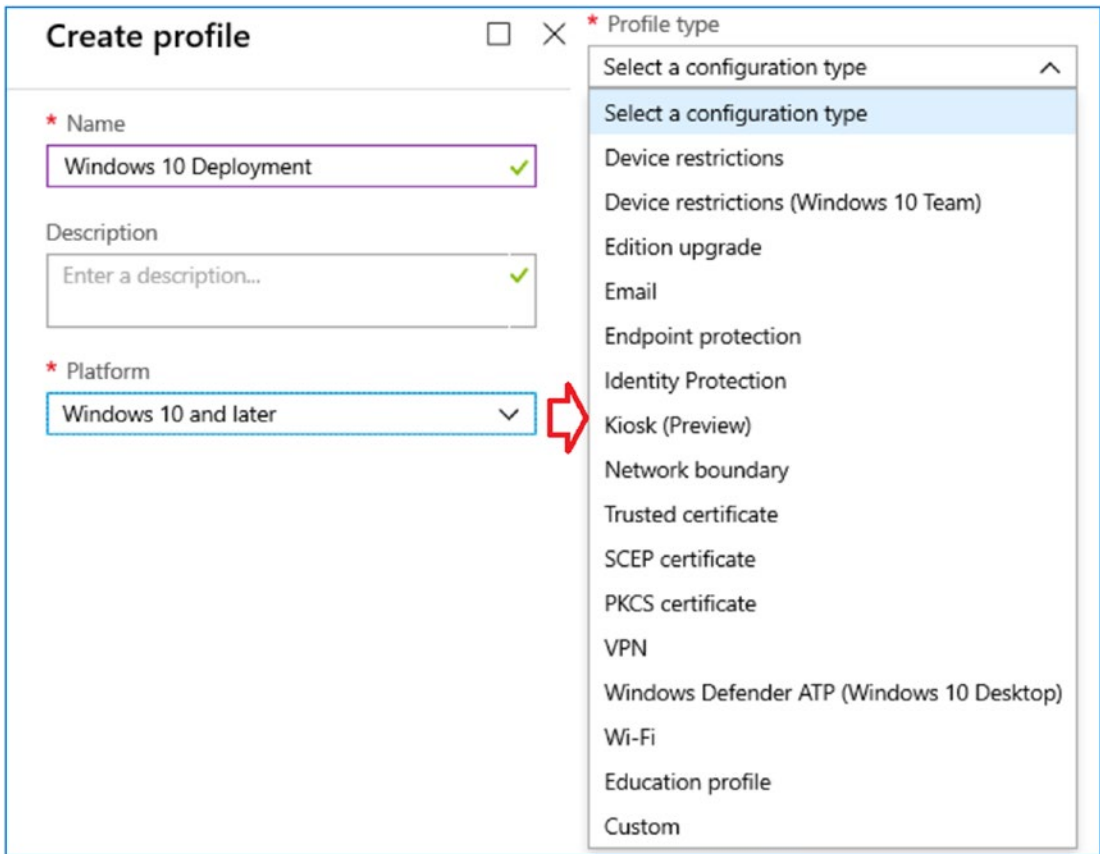 Create profile
* Name
Windows 10 Deployment
Description
Enter a description...
* Platform
Windows 10 and later
* Profile type
Select a configuration type
Select a configuration type
Device restrictions
Device restrictions (Windows 10 Team)
Edition upgrade
Email
Endpoint protection
Identity Protection
Kiosk (Preview)
Network boundary
Trusted certificate
SCEP certificate
PKCS certificate
VPN
Windows Defender ATP (Windows 10 Desktop)
Wi-Fi
Education profile
Custom